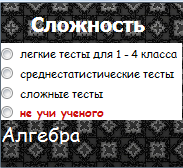 Сложность
легкие тесты для 1 - 4 класса
среднестатистические тесты
сложные тесты
не учи ученого
Алгебра